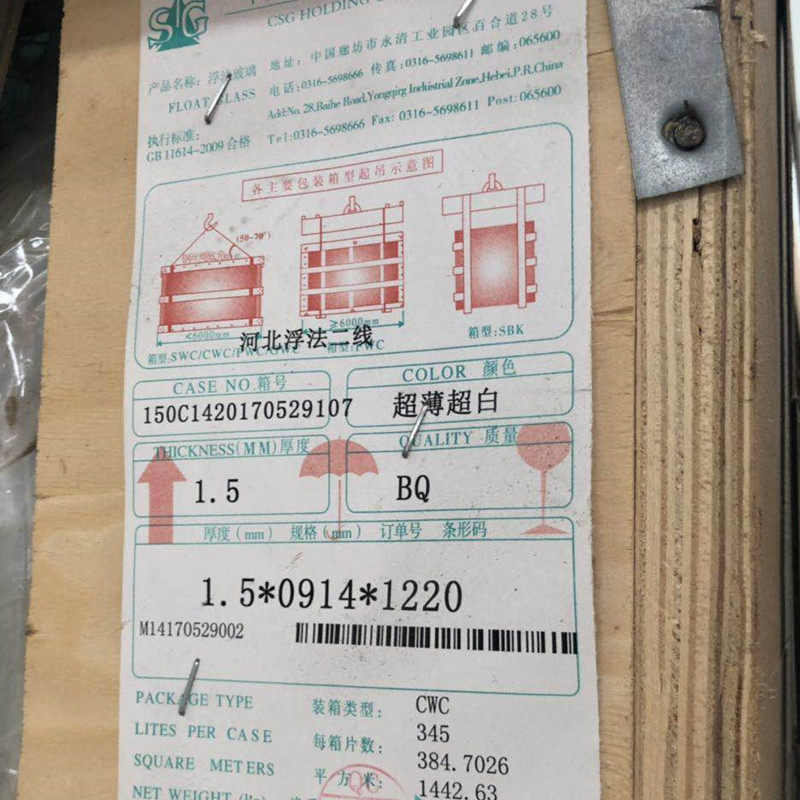 CSG HOLDING
地址：中国廊坊市永清工业园区百合道28号
产品名称：浮法玻璃
电话：0316-5698666 传真：0316-5698611 邮编：065600
FLOAT GLASS
Add:No. 28,Baihe Road,Yongqing Industrial Zone,Hebei,P.R.China
执行标准：
Tel:0316-5698666 Fax: 0316-5698611 Post: 065600
GB 11614-2009 合格
各主要包装箱型起吊示意图
(50-70°)
<6000mm
≥6000mm
箱型:SBK
箱型:SWC/CWC/PWC/GWC
箱型:PWC
河北浮法二线
CASE NO.箱号
COLOR 颜色
150C1420170529107
超薄超白
THICKNESS(MM)厚度
QUALITY 质量
1.5
BQ
厚度(mm) 规格(mm) 订单号 条形码
1.5*0914*1220
M14170529002
PACKAGE TYPE 装箱类型： CWC
LITES PER CASE 每箱片数： 345
SQUARE METERS 平方米： 384.7026
NET WEIGHT 1442.63